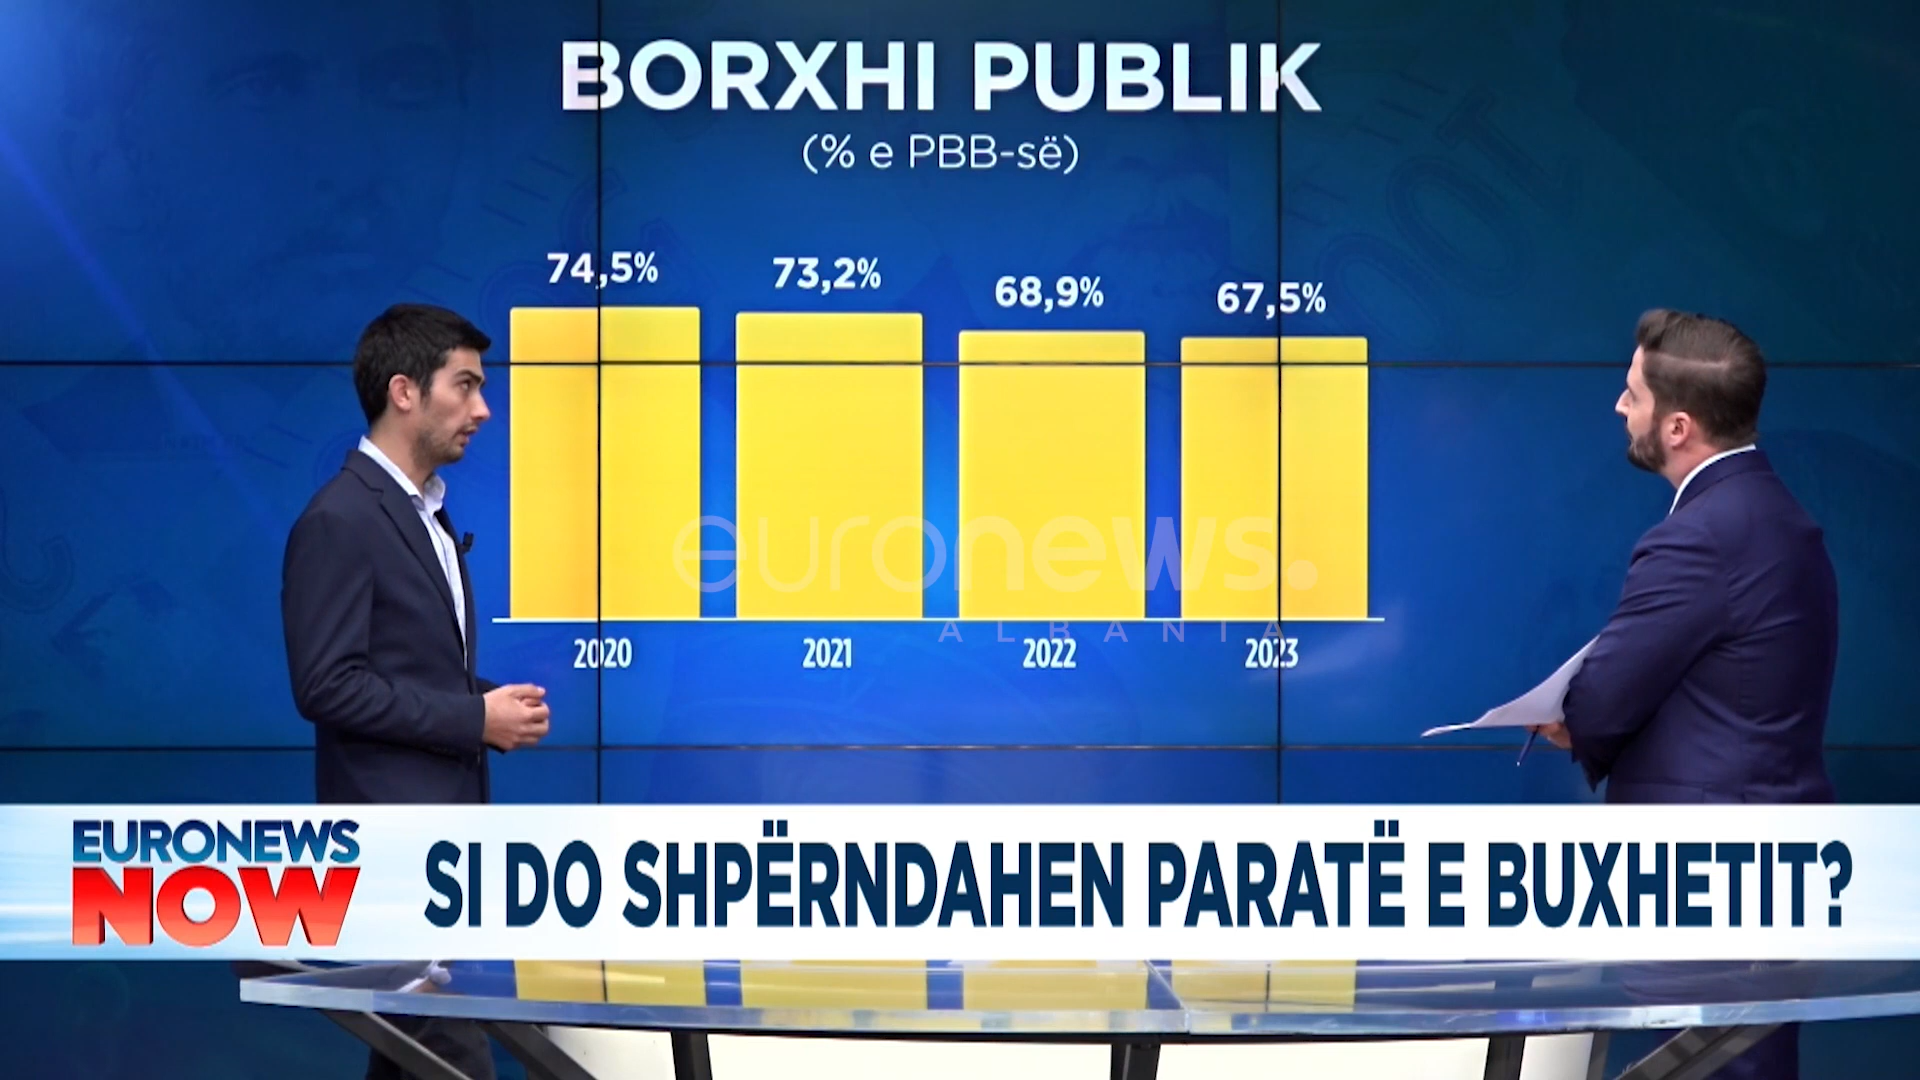 BORXHI PUBLIK
(% e PBB-së)
74,5%
73,2%
68,9%
67,5%
euronews.
ALBANIA
2020
2021
2022
2023
EURONEWS
NOW
SI DO SHPËRNDAHEN PARATË E BUXHETIT?